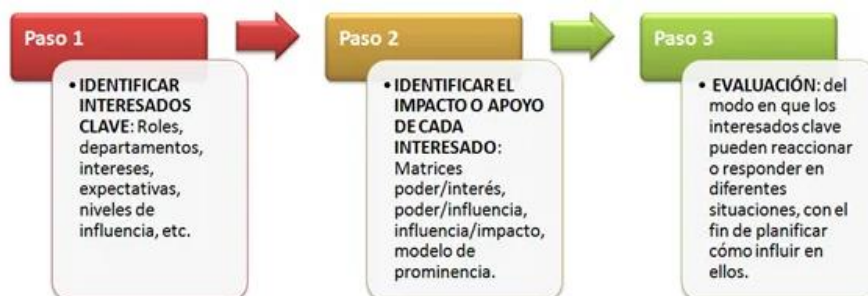 Paso 1
• IDENTIFICAR
INTERESADOS
CLAVE: Roles,
departamentos,
intereses,
expectativas,
niveles de
influencia, etc.
Paso 2
• IDENTIFICAR EL
IMPACTO O APOYO
DE CADA
INTERESADO:
Matrices
poder/interés,
poder/influencia,
influencia/impacto,
modelo de
prominencia.
Paso 3
• EVALUACIÓN: del
modo en que los
interesados clave
pueden reaccionar
o responder en
diferentes
situaciones, con el
fin de planificar
cómo influir en
ellos.